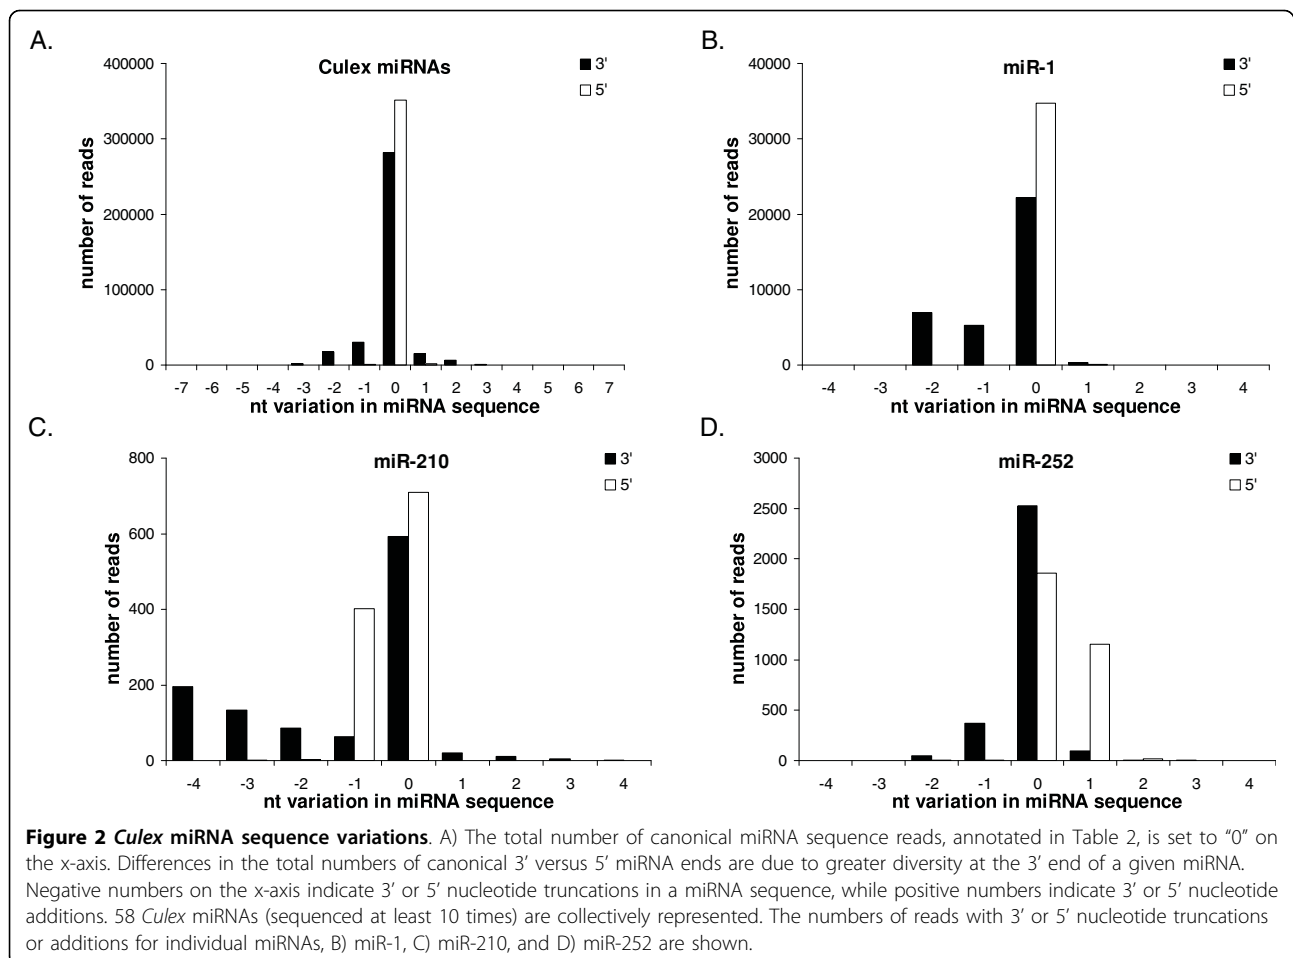 A.
Culex miRNAs
3'
5'
number of reads
400000
300000
200000
100000
0
-7 -6 -5 -4 -3 -2 -1 0 1 2 3 4 5 6 7
nt variation in miRNA sequence
B.
miR-1
3'
5'
number of reads
40000
30000
20000
10000
0
-4 -3 -2 -1 0 1 2 3 4
nt variation in miRNA sequence
C.
miR-210
3'
5'
number of reads
800
600
400
200
0
-4 -3 -2 -1 0 1 2 3 4
nt variation in miRNA sequence
D.
miR-252
3'
5'
number of reads
3000
2500
2000
1500
1000
500
0
-4 -3 -2 -1 0 1 2 3 4
nt variation in miRNA sequence
Figure 2 Culex miRNA sequence variations. A) The total number of canonical miRNA sequence reads, annotated in Table 2, is set to “0” on
the x-axis. Differences in the total numbers of canonical 3’ versus 5’ miRNA ends are due to greater diversity at the 3’ end of a given miRNA.
Negative numbers on the x-axis indicate 3’ or 5’ nucleotide truncations in a miRNA sequence, while positive numbers indicate 3’ or 5’ nucleotide
additions. 58 Culex miRNAs (sequenced at least 10 times) are collectively represented. The numbers of reads with 3’ or 5’ nucleotide truncations
or additions for individual miRNAs, B) miR-1, C) miR-210, and D) miR-252 are shown.